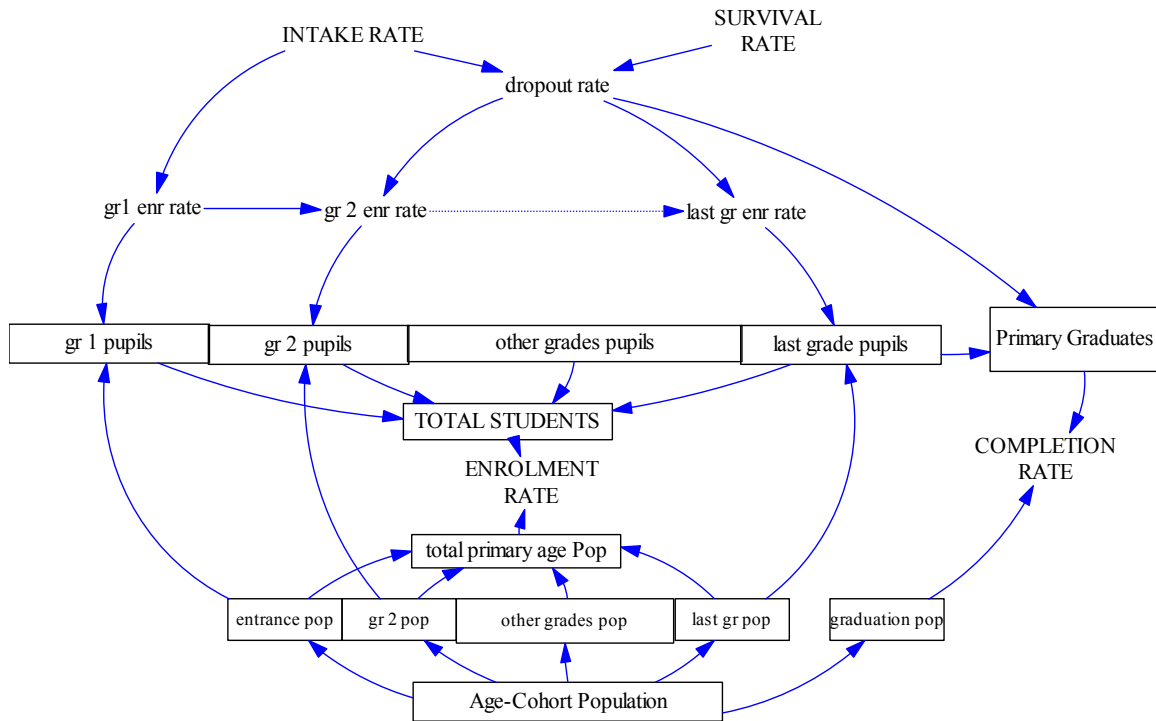 INTAKE RATE
SURVIVAL
RATE
dropout rate
gr1 enr rate
gr 2 enr rate
last gr enr rate
gr 1 pupils
gr 2 pupils
other grades pupils
last grade pupils
Primary Graduates
TOTAL STUDENTS
ENROLMENT
RATE
COMPLETION
RATE
total primary age Pop
entrance pop
gr 2 pop
other grades pop
last gr pop
graduation pop
Age-Cohort Population